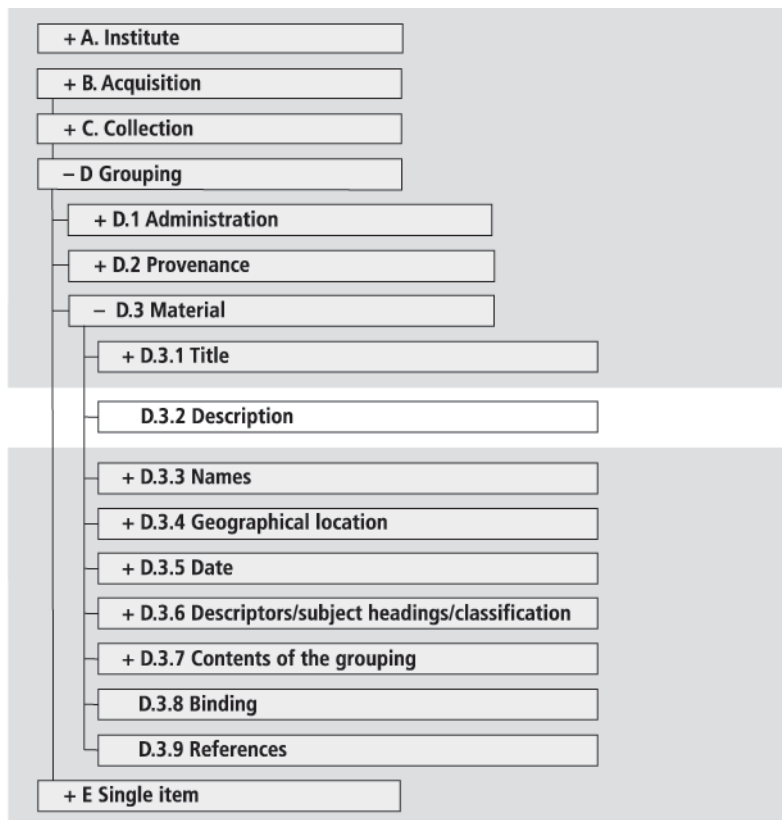 + A. Institute
+ B. Acquisition
+ C. Collection
– D Grouping
+ D.1 Administration
+ D.2 Provenance
– D.3 Material
+ D.3.1 Title
D.3.2 Description
+ D.3.3 Names
+ D.3.4 Geographical location
+ D.3.5 Date
+ D.3.6 Descriptors/subject headings/classification
+ D.3.7 Contents of the grouping
D.3.8 Binding
D.3.9 References
+ E Single item